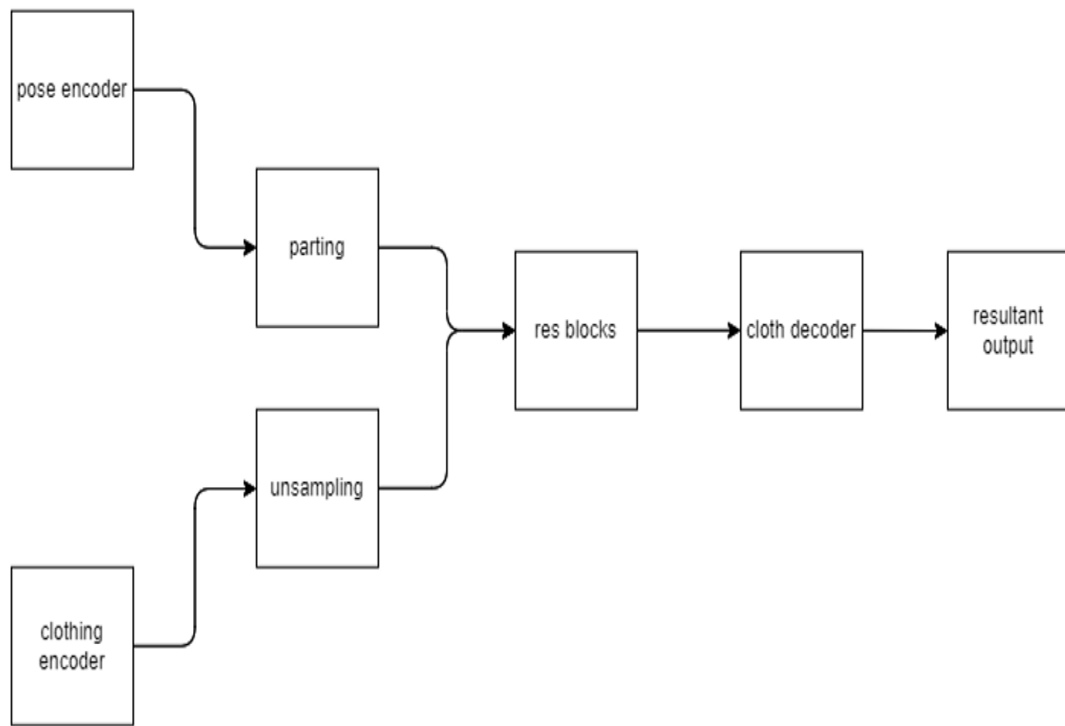 pose encoder
parting
unsampling
clothing
encoder
res blocks
cloth decoder
resultant
output